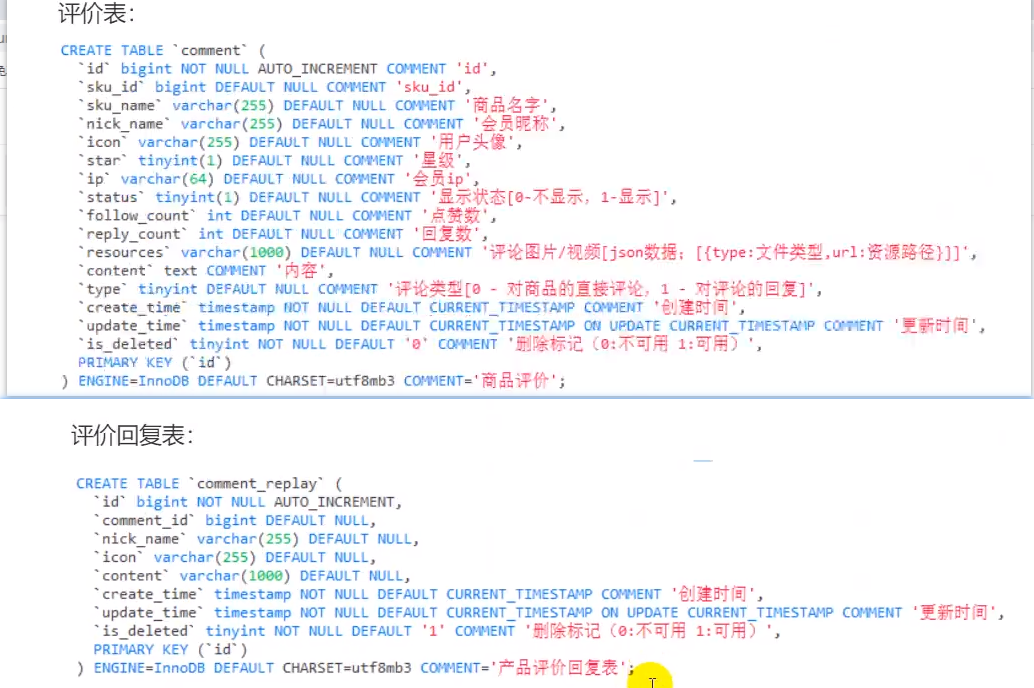 评价表:
CREATE TABLE `comment` (
`id` bigint NOT NULL AUTO_INCREMENT COMMENT 'id',
`sku_id` bigint DEFAULT NULL COMMENT 'sku_id',
`sku_name` varchar(255) DEFAULT NULL COMMENT '商品名字',
`nick_name` varchar(255) DEFAULT NULL COMMENT '会员昵称',
`icon` varchar(255) DEFAULT NULL COMMENT '用户头像',
`star` tinyint(1) DEFAULT NULL COMMENT '星级',
`ip` varchar(64) DEFAULT NULL COMMENT '会员ip',
`status` tinyint(1) DEFAULT NULL COMMENT '显示状态[0-不显示，1-显示]',
`follow_count` int DEFAULT NULL COMMENT '点赞数',
`reply_count` int DEFAULT NULL COMMENT '回复数',
`resources` varchar(1000) DEFAULT NULL COMMENT '评论图片/视频[json数据；[{type:文件类型,url:资源路径}]]',
`content` text COMMENT '内容',
`type` tinyint DEFAULT NULL COMMENT '评论类型[0 - 对商品的直接评论，1 - 对评论的回复]',
`create_time` timestamp NOT NULL DEFAULT CURRENT_TIMESTAMP COMMENT '创建时间',
`update_time` timestamp NOT NULL DEFAULT CURRENT_TIMESTAMP ON UPDATE CURRENT_TIMESTAMP COMMENT '更新时间',
`is_deleted` tinyint NOT NULL DEFAULT '0' COMMENT '删除标记（0:不可用 1:可用）',
PRIMARY KEY (`id`)
) ENGINE=InnoDB DEFAULT CHARSET=utf8mb3 COMMENT='商品评价';
评价回复表:
CREATE TABLE `comment_replay` (
`id` bigint NOT NULL AUTO_INCREMENT,
`comment_id` bigint DEFAULT NULL,
`nick_name` varchar(255) DEFAULT NULL,
`icon` varchar(255) DEFAULT NULL,
`content` varchar(1000) DEFAULT NULL,
`create_time` timestamp NOT NULL DEFAULT CURRENT_TIMESTAMP COMMENT '创建时间',
`update_time` timestamp NOT NULL DEFAULT CURRENT_TIMESTAMP ON UPDATE CURRENT_TIMESTAMP COMMENT '更新时间',
`is_deleted` tinyint NOT NULL DEFAULT '1' COMMENT '删除标记（0:不可用 1:可用）',
PRIMARY KEY (`id`)
) ENGINE=InnoDB DEFAULT CHARSET=utf8mb3 COMMENT='产品评价回复表';